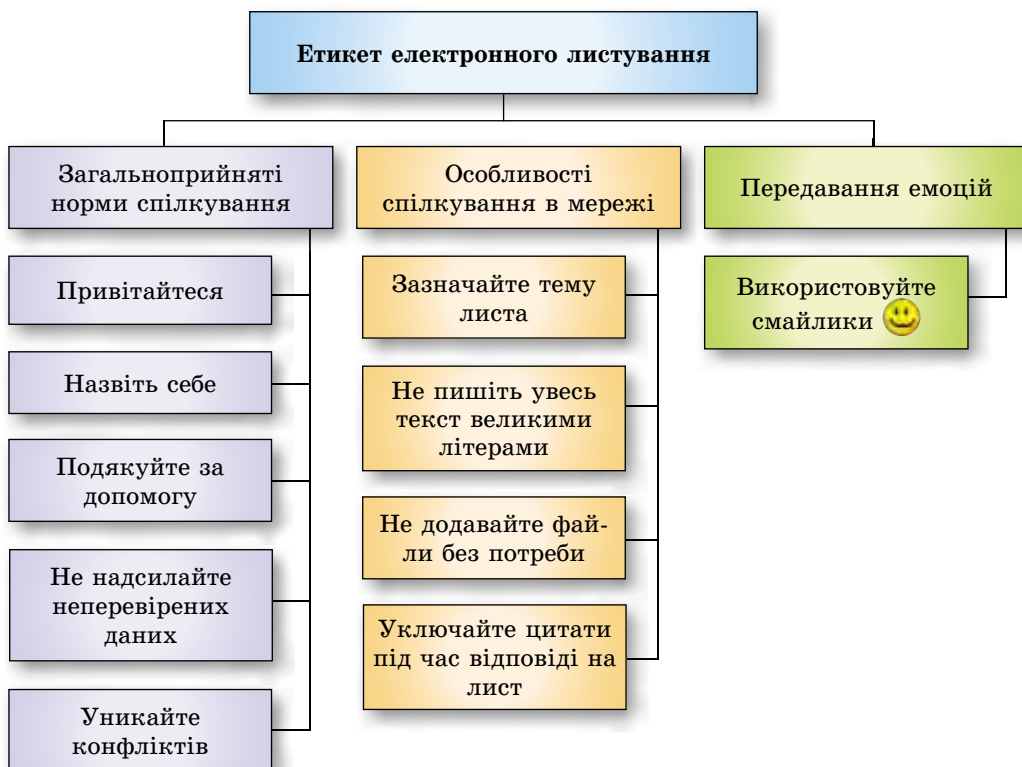 Етикет електронного листування
Загальноприйняті
норми спілкування
Привітайтеся
Назвіть себе
Подякуйте за
допомогу
Не надсилайте
неперевірених
даних
Уникайте
конфліктів
Особливості
спілкування в мережі
Зазначайте тему
листа
Не пишіть увесь
текст великими
літерами
Не додавайте фай-
ли без потреби
Уключайте цитати
під час відповіді на
лист
Передавання емоцій
Використовуйте
смайлики